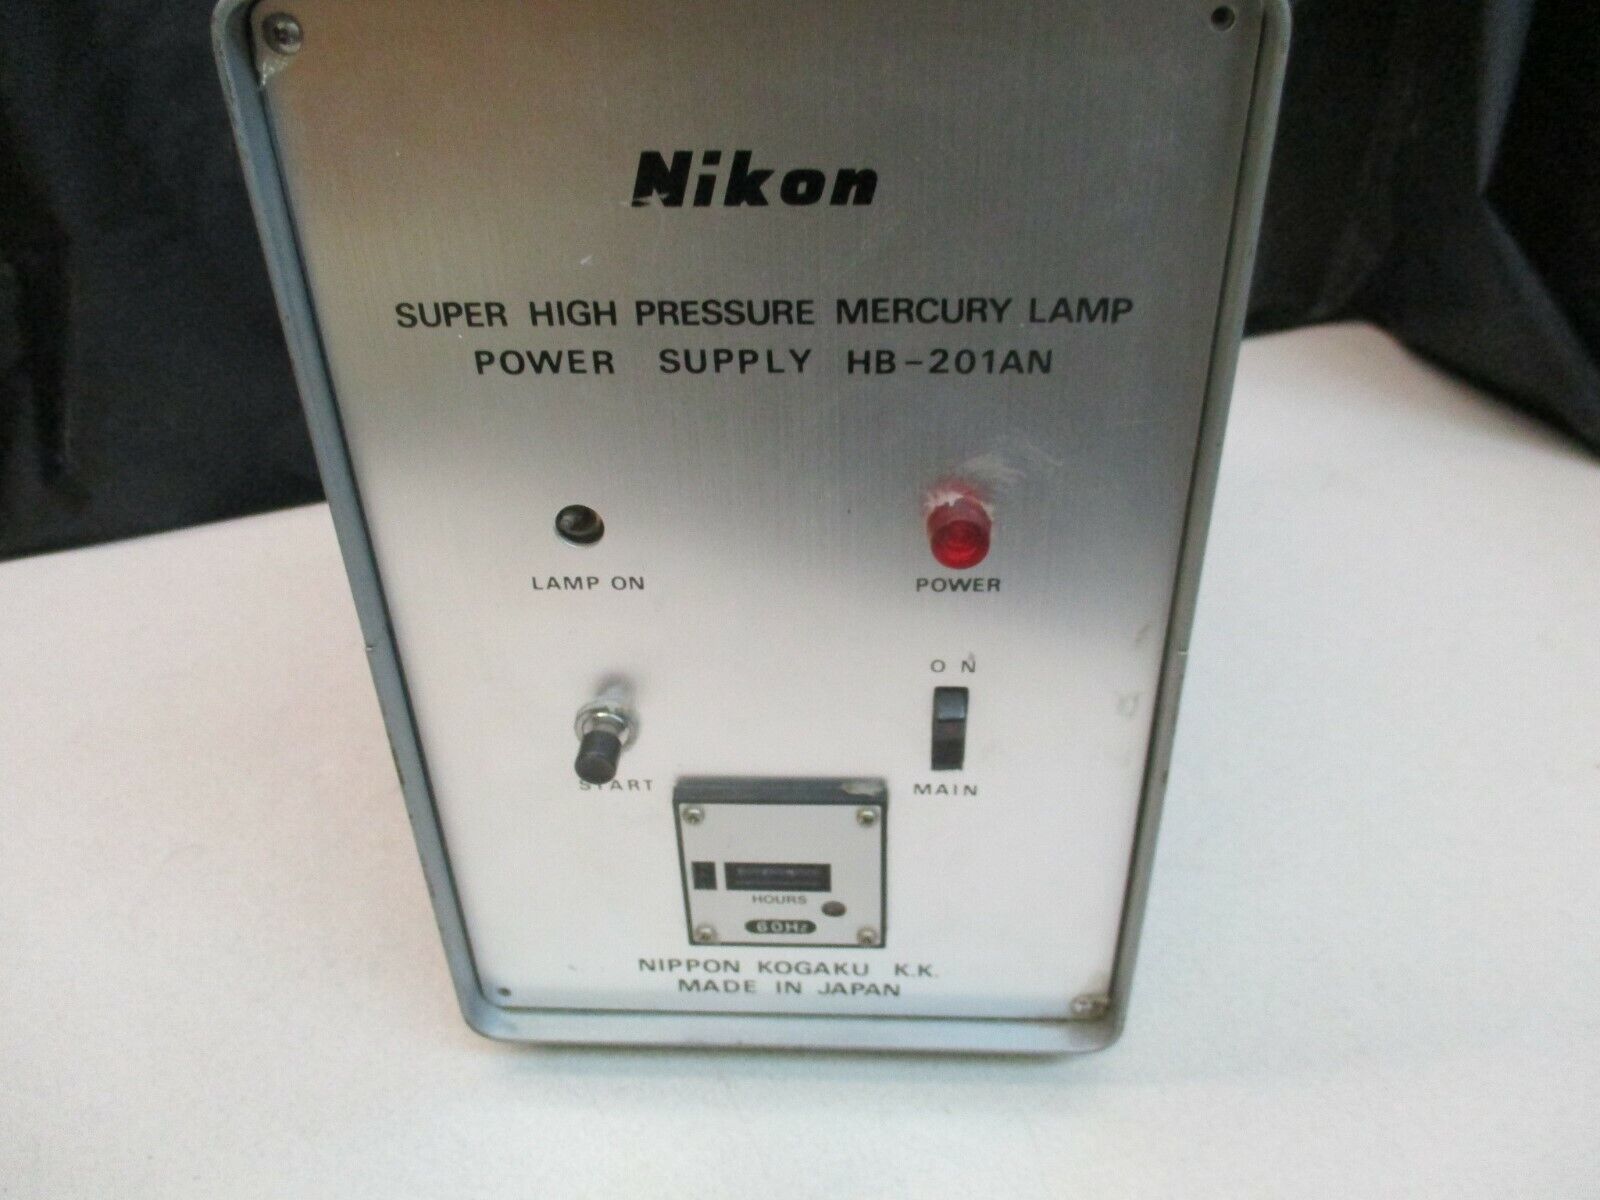 Nikon
SUPER HIGH PRESSURE MERCURY LAMP
POWER SUPPLY HB-201AN
LAMP ON
POWER
ON
START
MAIN
HOURS
60Hz
NIPPON KOGAKU K.K.
MADE IN JAPAN